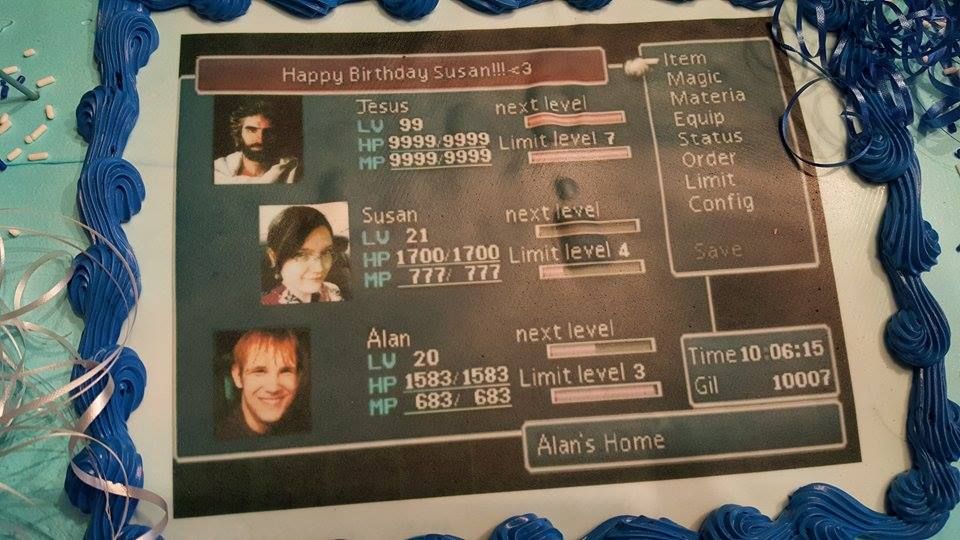 Happy Birthday Susan!!!<3
Jesus
LV 99
HP 9999/9999
MP 9999/9999
next level
Limit level 7
Susan
LV 21
HP 1700/1700
MP 777/ 777
next level
Limit level 4
Alan
LV 20
HP 1583/1583
MP 683/ 683
next level
Limit level 3
Item
Magic
Materia
Equip
Status
Order
Limit
Config
Save
Time 10:06:15
Gil 10007
Alan's Home